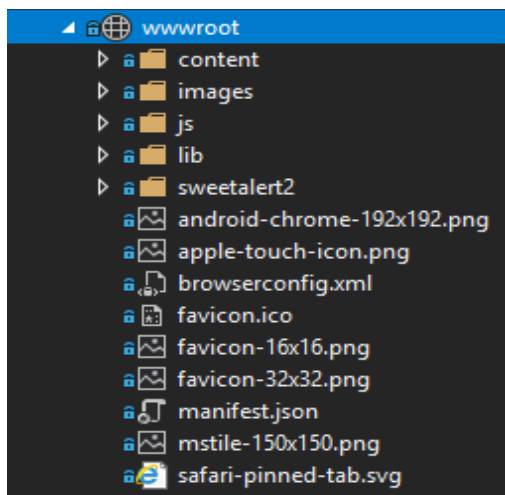 wwwroot
content
images
js
lib
sweetalert2
android-chrome-192x192.png
apple-touch-icon.png
browserconfig.xml
favicon.ico
favicon-16x16.png
favicon-32x32.png
manifest.json
mstile-150x150.png
safari-pinned-tab.svg